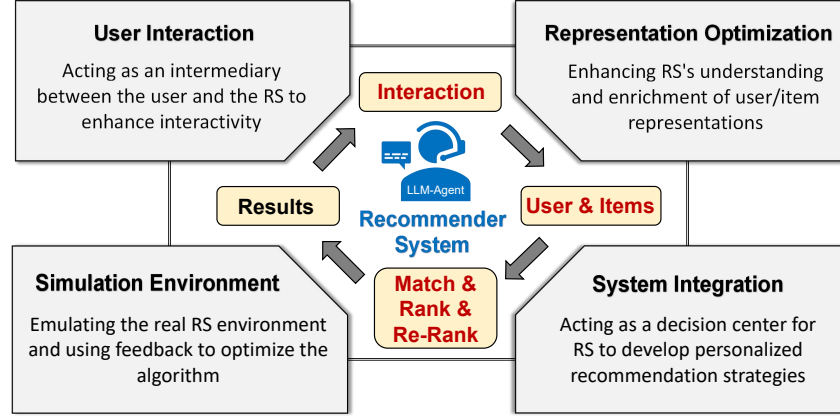 User Interaction
Acting as an intermediary
between the user and the RS to
enhance interactivity
Representation Optimization
Enhancing RS's understanding
and enrichment of user/item
representations
Interaction
LLM-Agent
Recommender
System
Results
User & Items
Match &
Rank &
Re-Rank
Simulation Environment
Emulating the real RS environment
and using feedback to optimize the
algorithm
System Integration
Acting as a decision center for
RS to develop personalized
recommendation strategies